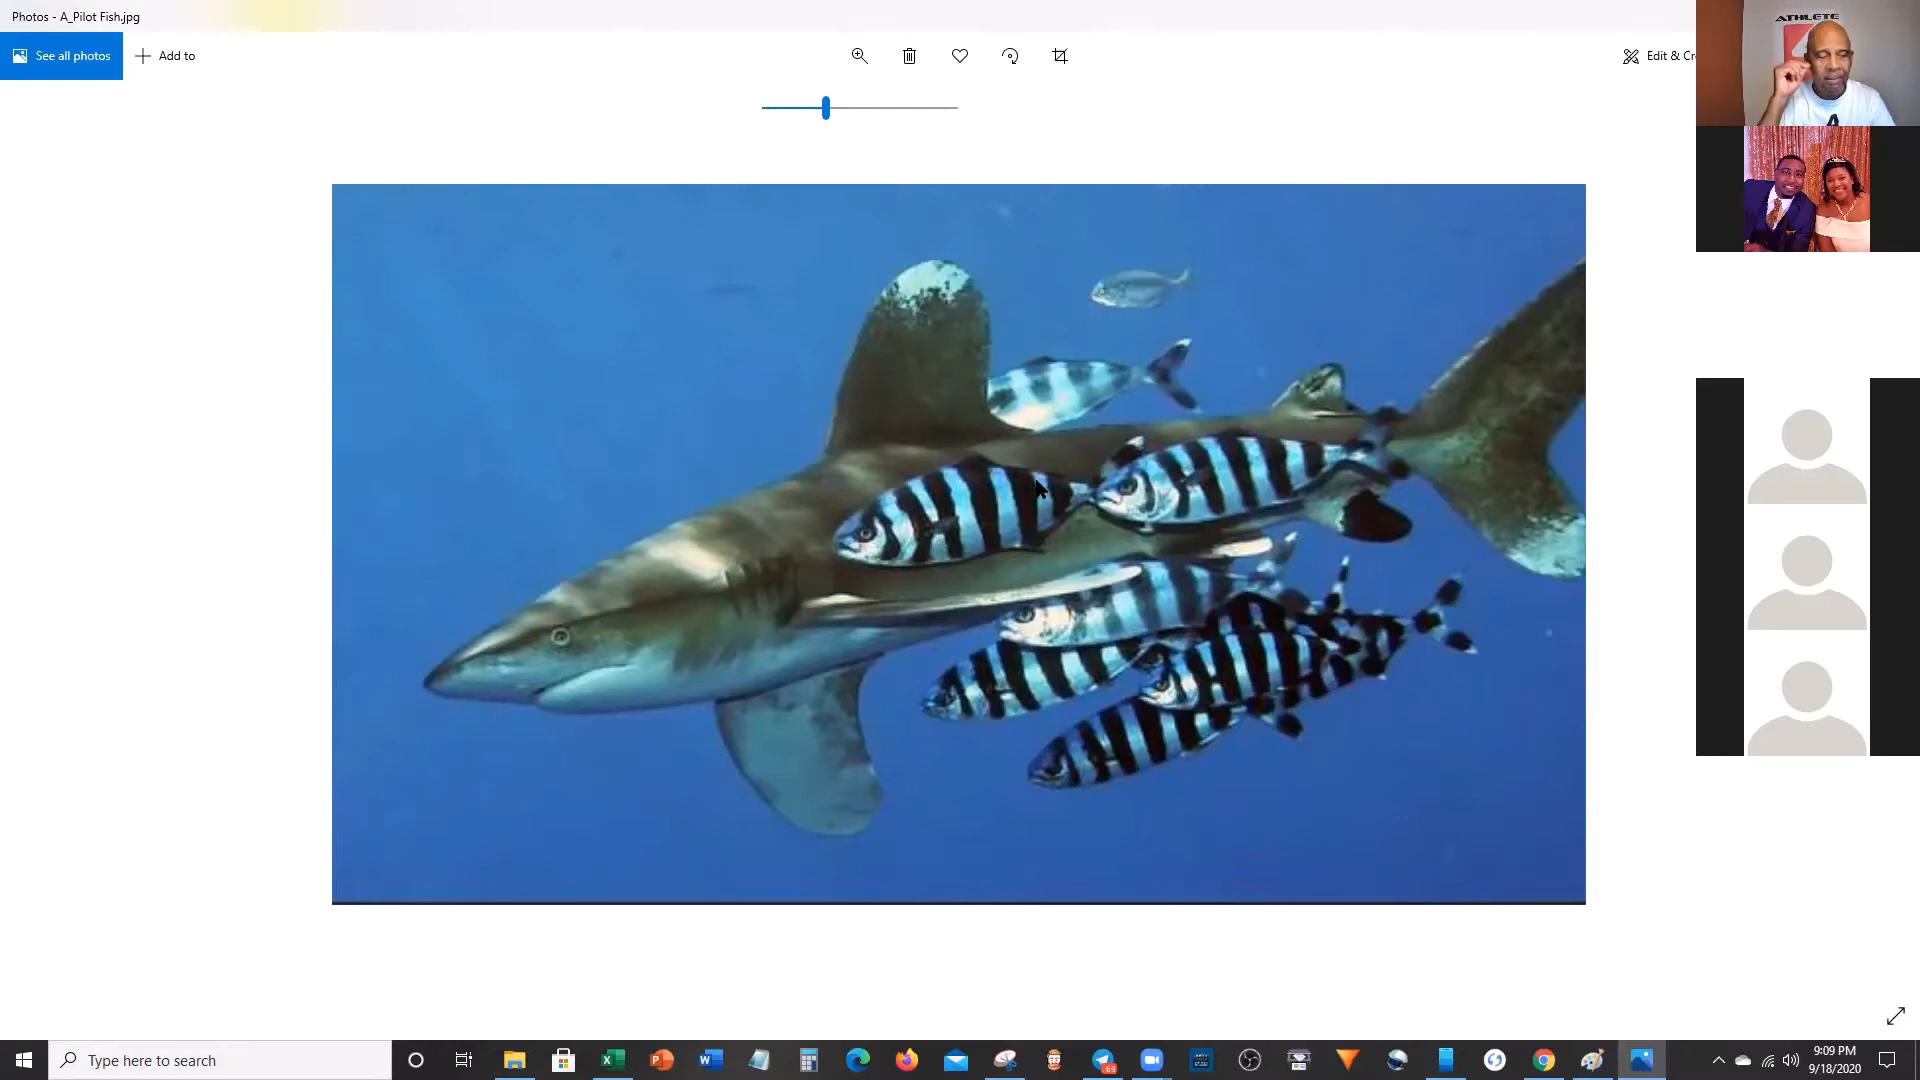 Photos - A_Pilot Fish.jpg
ATHLETE
See all photos
Add to
Edit & Cr
A
Type here to search
69
9:09 PM
9/18/2020